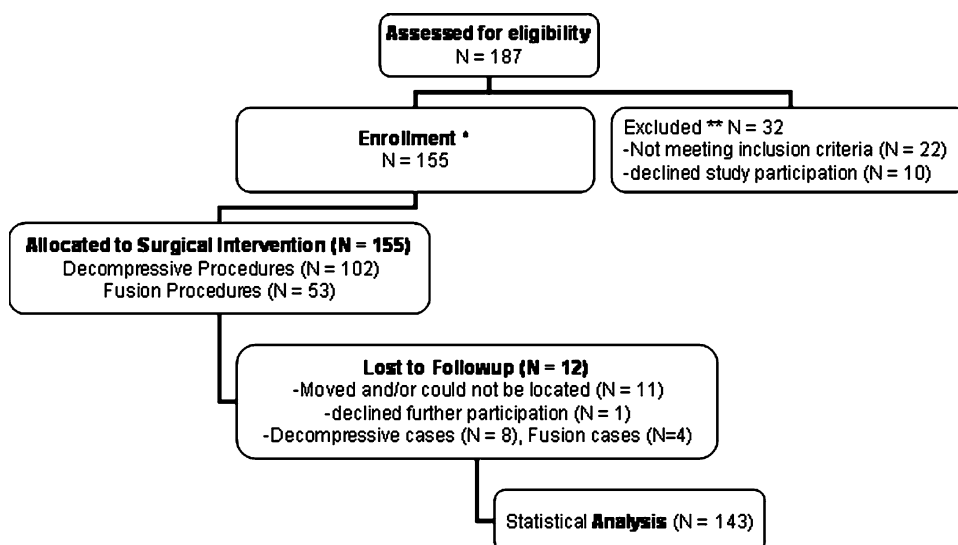 Assessed for eligibility
N = 187
Enrollment *
N = 155
Excluded ** N = 32
-Not meeting inclusion criteria (N = 22)
-declined study participation (N = 10)
Allocated to Surgical Intervention (N = 155)
Decompressive Procedures (N = 102)
Fusion Procedures (N = 53)
Lost to Followup (N = 12)
-Moved and/or could not be located (N = 11)
-declined further participation (N = 1)
-Decompressive cases (N = 8), Fusion cases (N=4)
Statistical Analysis (N = 143)